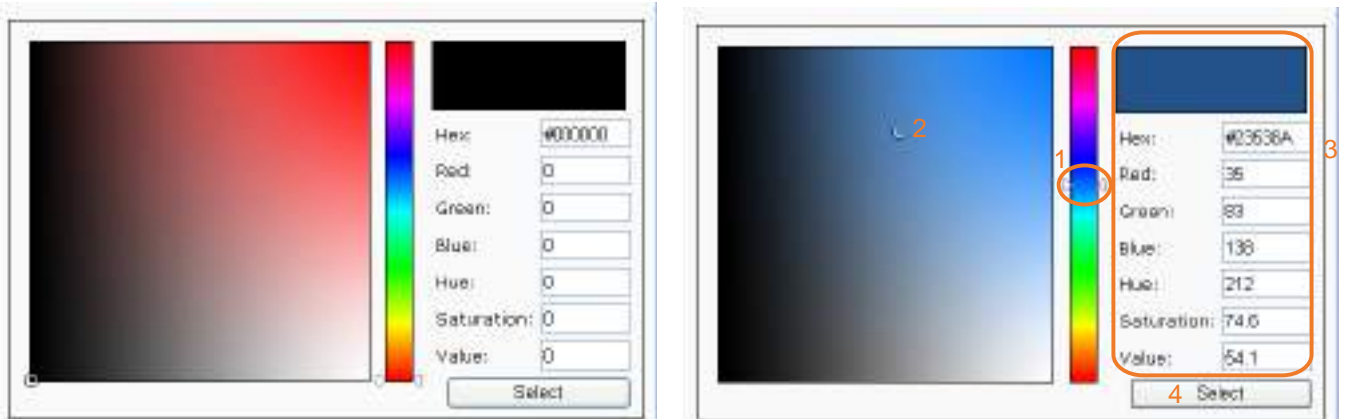 Hex: #000000
Red: 0
Green: 0
Blue: 0
Hue: 0
Saturation: 0
Value: 0
Select
1
2
3
Hex: #23538A
Red: 35
Green: 83
Blue: 138
Hue: 212
Saturation: 74.6
Value: 54.1
4 Select